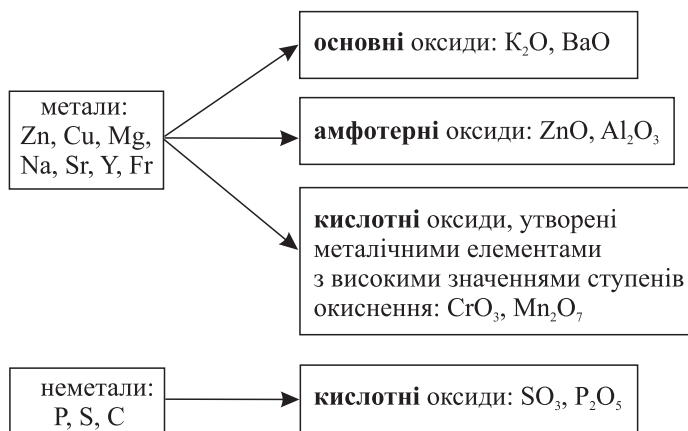 основні оксиди: K₂O, BaO
метали:
Zn, Cu, Mg,
Na, Sr, Y, Fr
амфотерні оксиди: ZnO, Al₂O₃
кислотні оксиди, утворені
металічними елементами
з високими значеннями ступенів
окиснення: CrO₃, Mn₂O₇
неметали:
P, S, C
кислотні оксиди: SO₃, P₂O₅